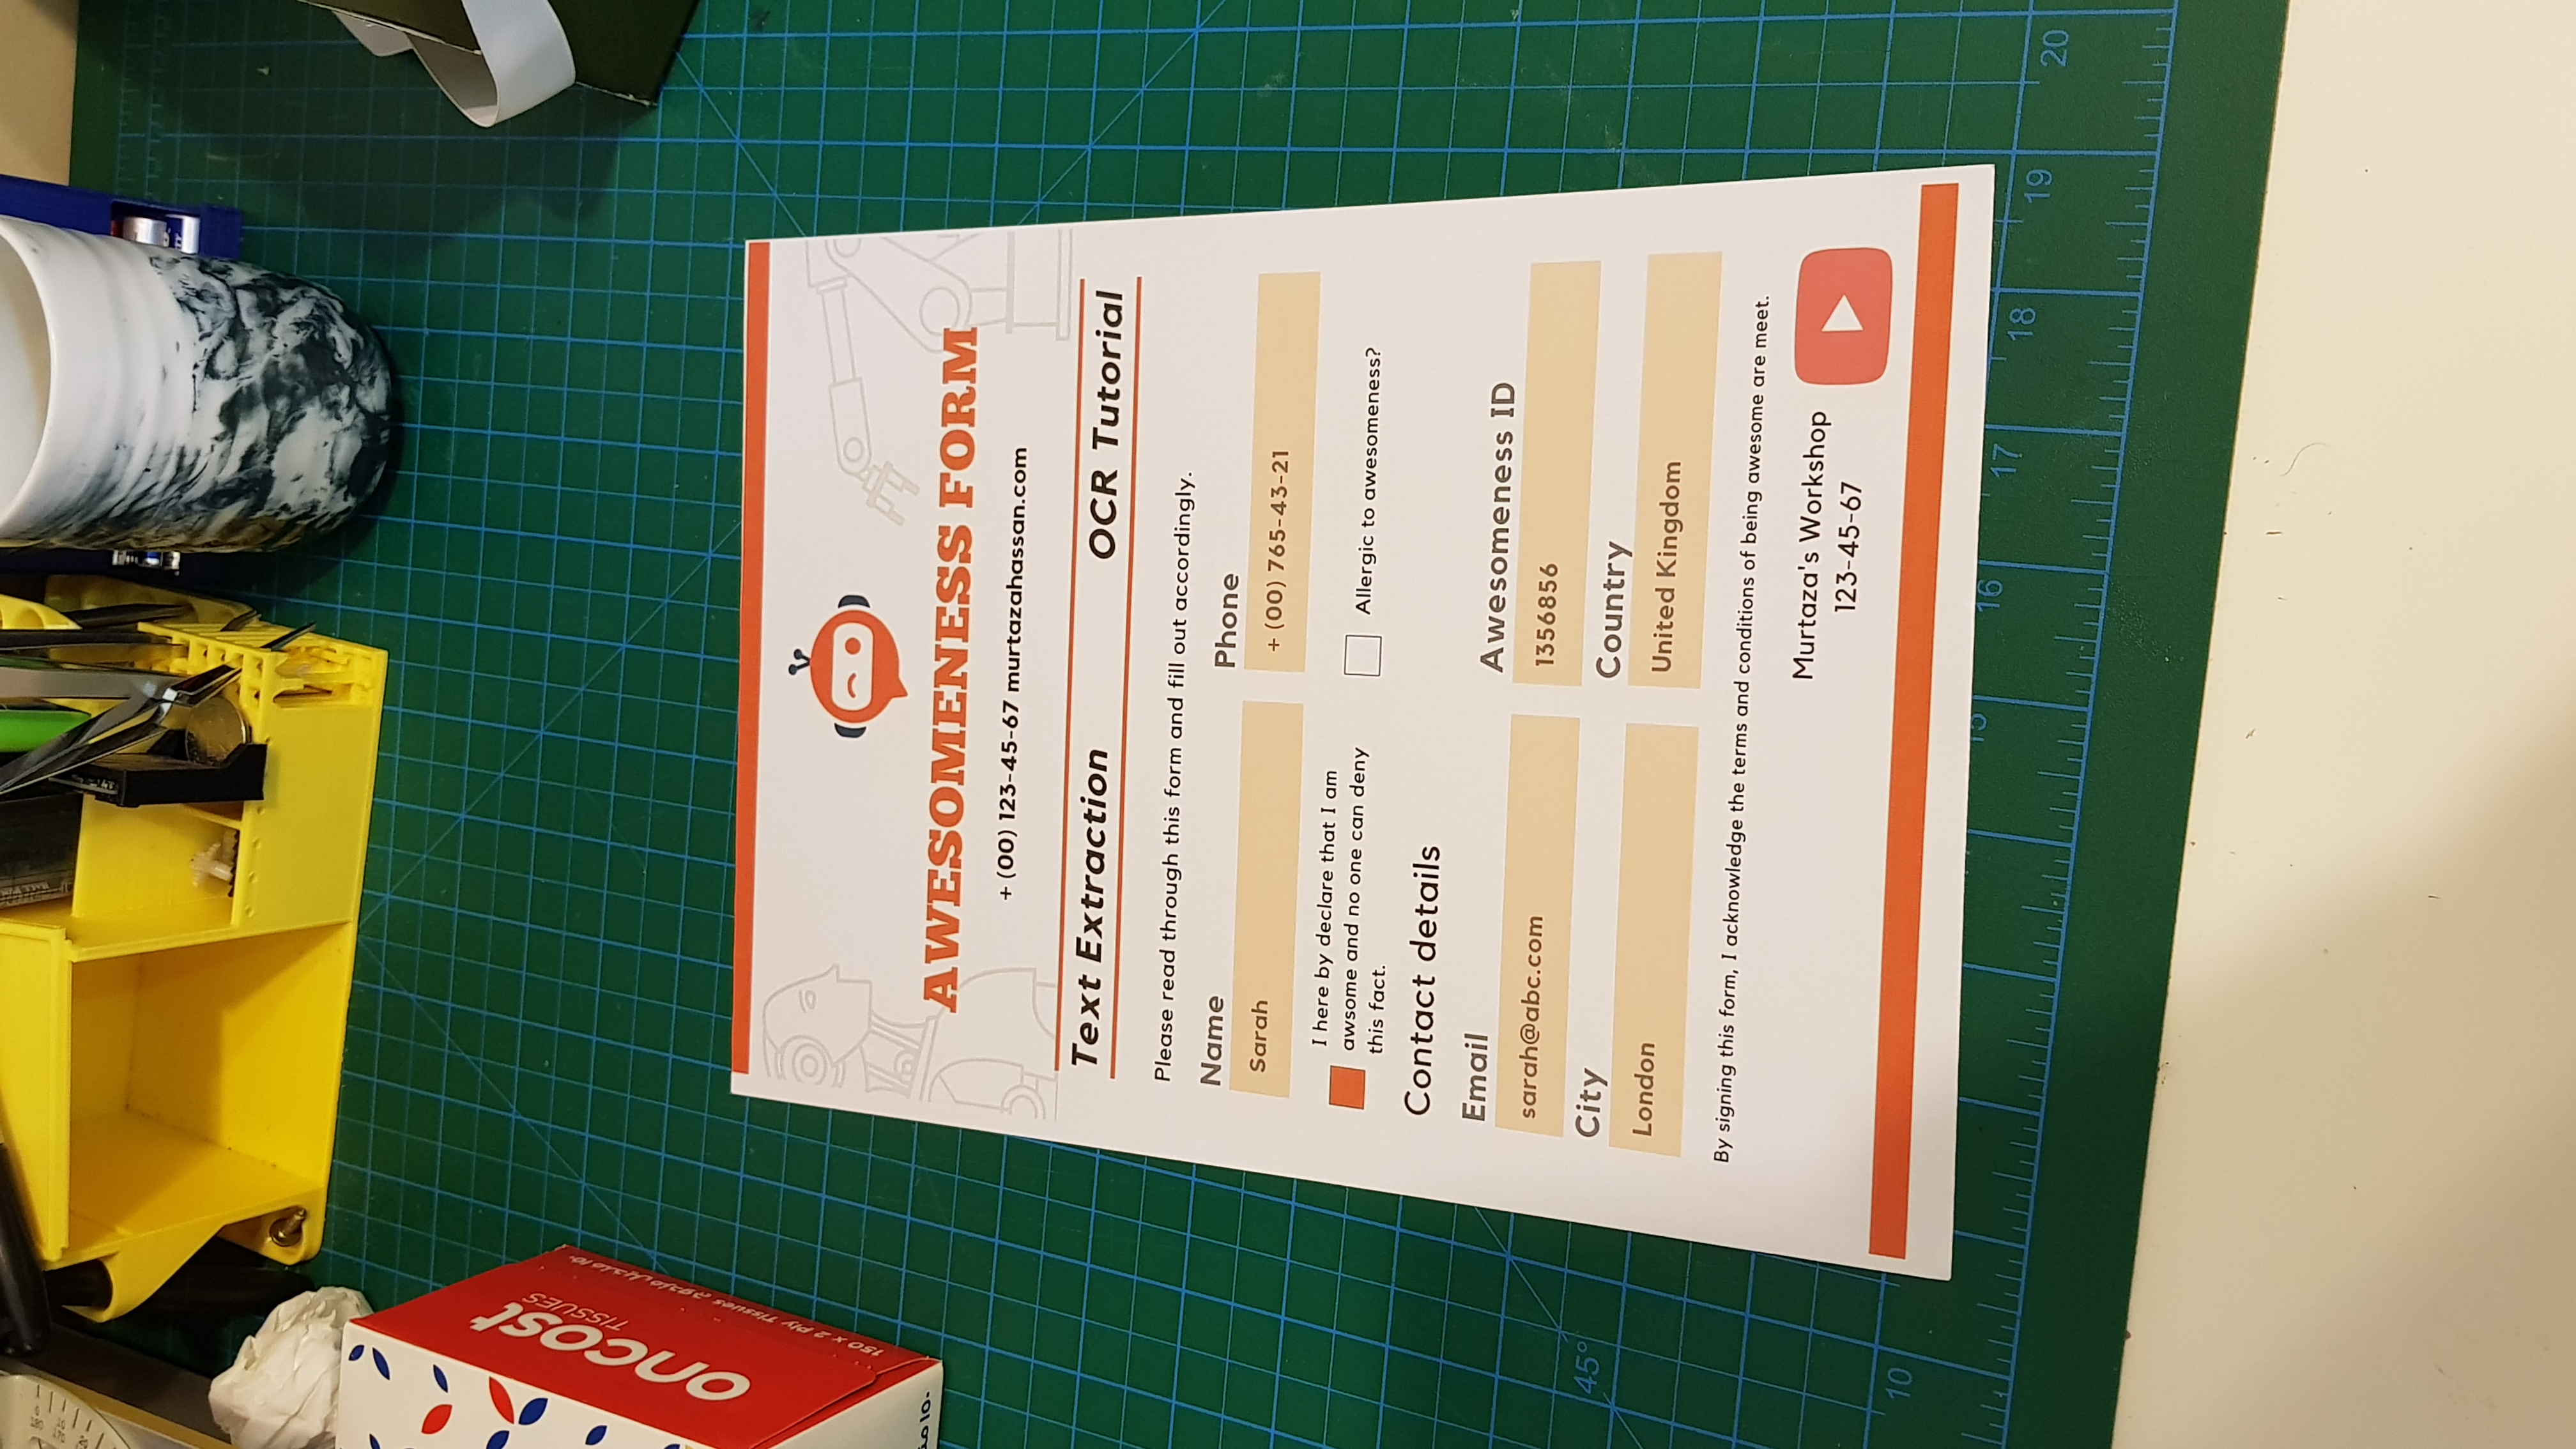 oncost
TISSUES
150 x 2 Ply Tissues
AWESOMENESS FORM
+ (00) 123-45-67 murtazahassan.com
Text Extraction OCR Tutorial
Please read through this form and fill out accordingly.
Name Phone
Sarah + (00) 765-43-21
I here by declare that I am
awsome and no one can deny
this fact.
Allergic to awesomeness?
Contact details
Email Awesomeness ID
sarah@abc.com 1356856
City Country
London United Kingdom
By signing this form, I acknowledge the terms and conditions of being awesome are meet.
Murtaza's Workshop
123-45-67
45°
10 15 16 17 18 19 20